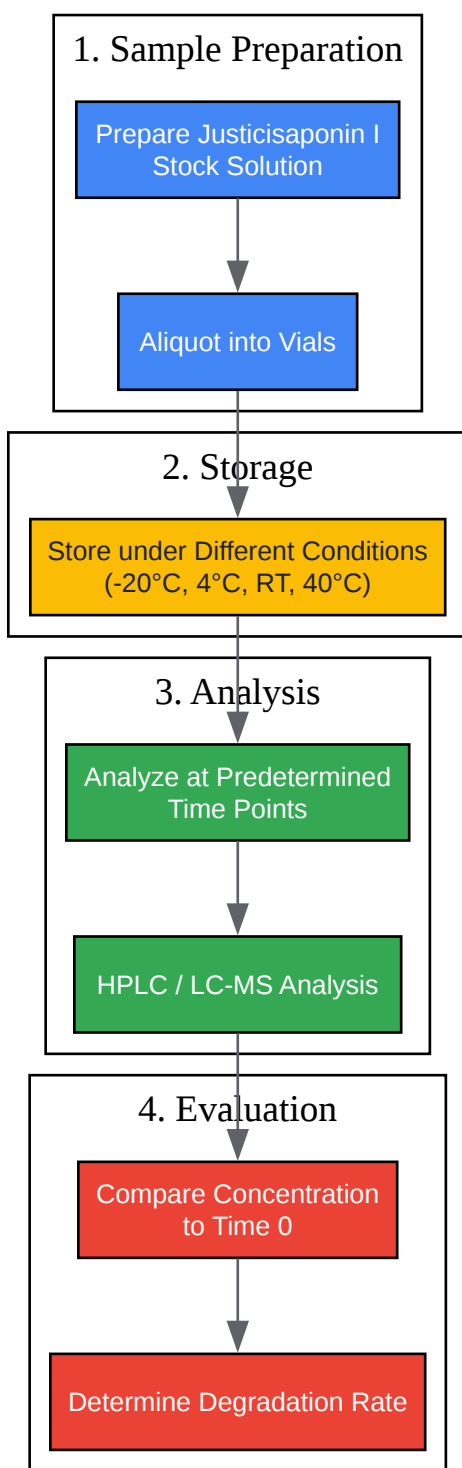 1. Sample Preparation
Prepare Justicisaponin I
Stock Solution
Aliquot into Vials
2. Storage
Store under Different Conditions
(-20°C, 4°C, RT, 40°C)
3. Analysis
Analyze at Predetermined
Time Points
HPLC / LC-MS Analysis
4. Evaluation
Compare Concentration
to Time 0
Determine Degradation Rate